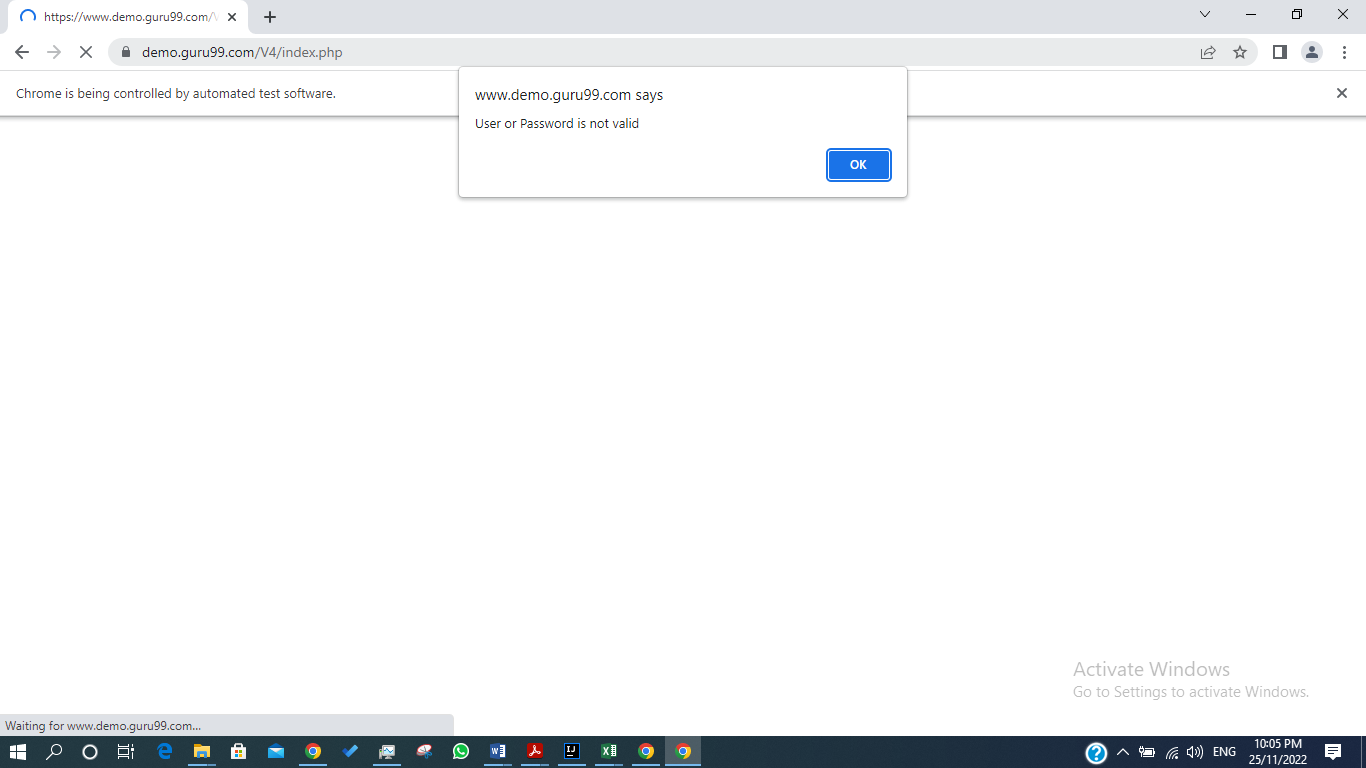 https://www.demo.guru99.com/V
demo.guru99.com/V4/index.php
Chrome is being controlled by automated test software.
www.demo.guru99.com says
User or Password is not valid
OK
Activate Windows
Go to Settings to activate Windows.
Waiting for www.demo.guru99.com...
ENG
10:05 PM
25/11/2022